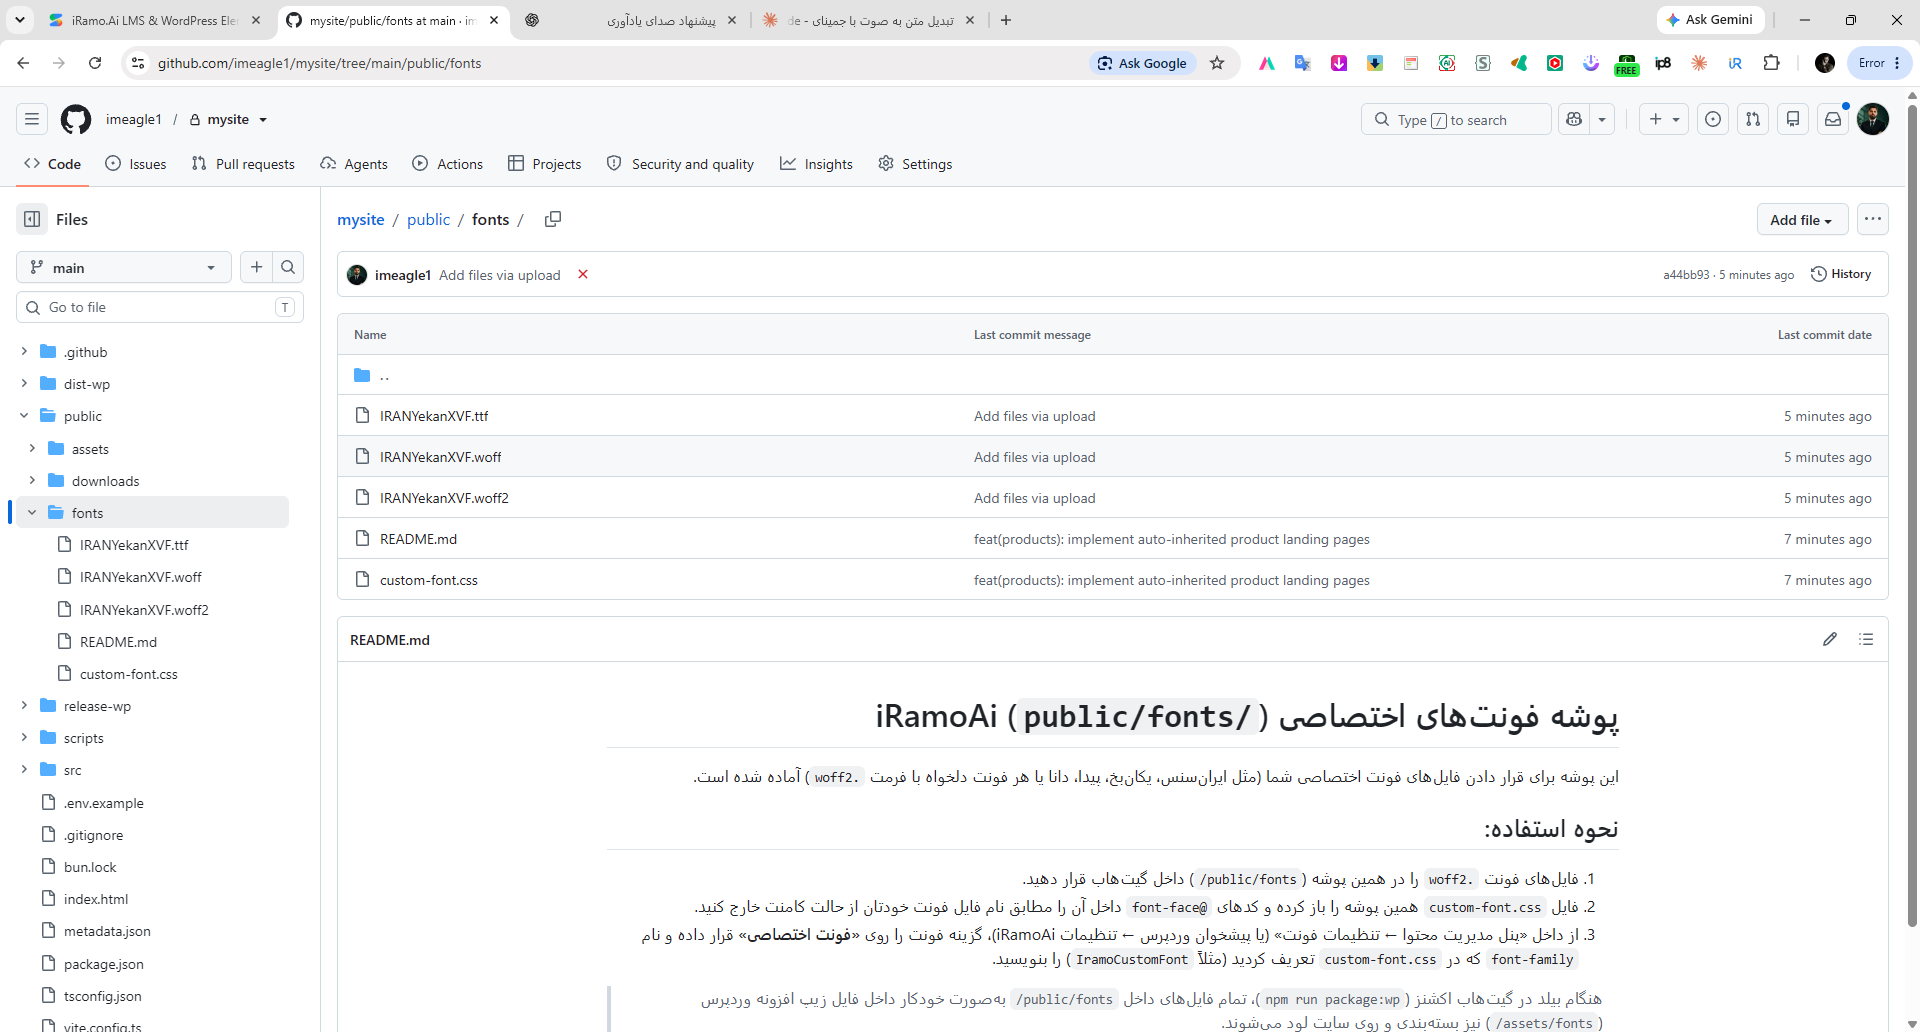 iRamo.Ai LMS & WordPress Ele
mysite/public/fonts at main · im
پیشنهاد صدای یادآوری
تبدیل متن به صوت با جمینای - de
Ask Gemini
github.com/imeagle1/mysite/tree/main/public/fonts
Ask Google
FREE
ip8
iR
Error
imeagle1 / mysite
Type / to search
Code
Issues
Pull requests
Agents
Actions
Projects
Security and quality
Insights
Settings
Files
mysite / public / fonts /
Add file
main
imeagle1 Add files via upload
a44bb93 · 5 minutes ago
History
Go to file
T
Name
Last commit message
Last commit date
..
IRANYekanXVF.ttf
Add files via upload
5 minutes ago
IRANYekanXVF.woff
Add files via upload
5 minutes ago
IRANYekanXVF.woff2
Add files via upload
5 minutes ago
README.md
feat(products): implement auto-inherited product landing pages
7 minutes ago
custom-font.css
feat(products): implement auto-inherited product landing pages
7 minutes ago
.github
dist-wp
public
assets
downloads
fonts
IRANYekanXVF.ttf
IRANYekanXVF.woff
IRANYekanXVF.woff2
README.md
custom-font.css
release-wp
scripts
src
.env.example
.gitignore
bun.lock
index.html
metadata.json
package.json
tsconfig.json
vite.config.ts
README.md
پوشه فونت‌های اختصاصی iRamoAi (public/fonts/)
این پوشه برای قرار دادن فایل‌های فونت اختصاصی شما (مثل ایران‌سنس، یکان‌بخ، پیدا، دانا یا هر فونت دلخواه با فرمت .woff2) آماده شده است.
نحوه استفاده:
1. فایل‌های فونت .woff2 را در همین پوشه (public/fonts/) داخل گیت‌هاب قرار دهید.
2. فایل custom-font.css همین پوشه را باز کرده و کدهای @font-face داخل آن را مطابق نام فایل فونت خودتان از حالت کامنت خارج کنید.
3. از داخل «پنل مدیریت محتوا ← تنظیمات فونت» (یا پیشخوان وردپرس ← تنظیمات iRamoAi)، گزینه فونت را روی «فونت اختصاصی» قرار داده و نام
font-family که در custom-font.css تعریف کردید (مثلاً IramoCustomFont) را بنویسید.
هنگام بیلد در گیت‌هاب اکشنز (npm run package:wp)، تمام فایل‌های داخل public/fonts/ به‌صورت خودکار داخل فایل زیپ افزونه وردپرس
(assets/fonts/) نیز بسته‌بندی و روی سایت لود می‌شوند.